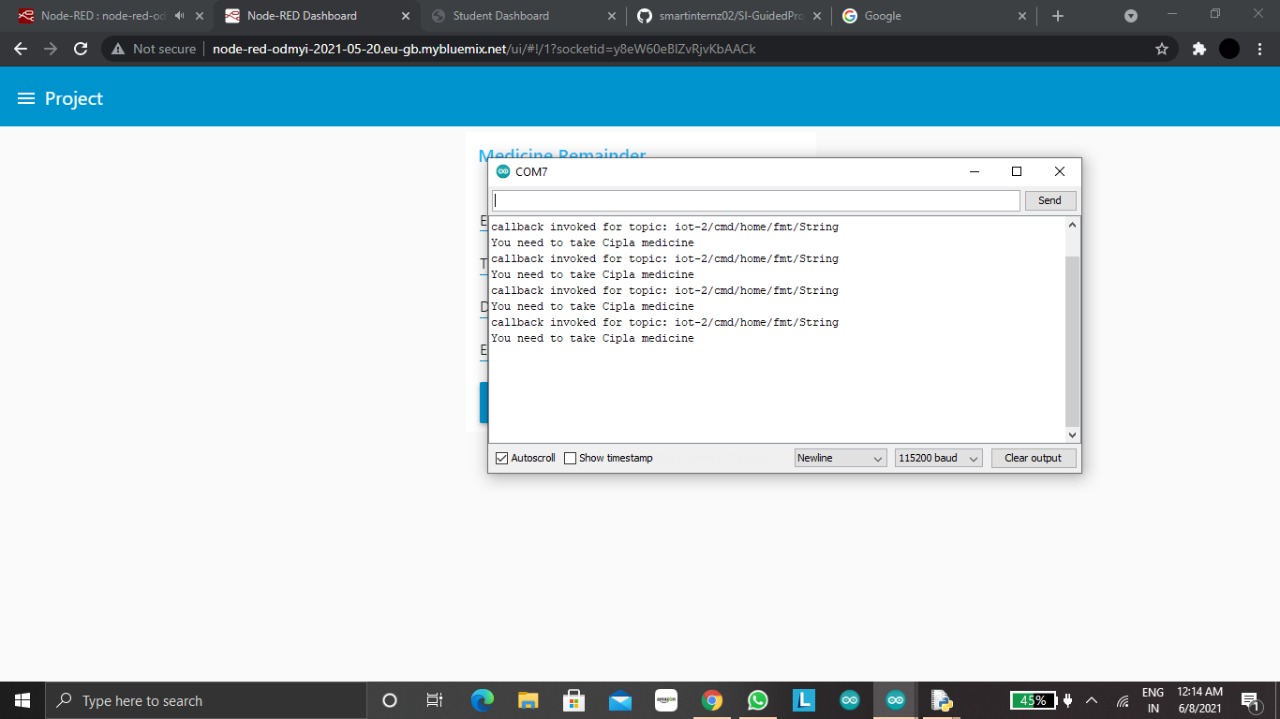 Node-RED : node-red-od
Node-RED Dashboard
Student Dashboard
smartinternz02/SI-GuidedPro
Google
Not secure
node-red-odmyi-2021-05-20.eu-gb.mybluemix.net/ui/#!/1?socketid=y8eW60eBlZvRjvKbAACk
Project
Medicine Remainder
COM7
Send
callback invoked for topic: iot-2/cmd/home/fmt/String
You need to take Cipla medicine
callback invoked for topic: iot-2/cmd/home/fmt/String
You need to take Cipla medicine
callback invoked for topic: iot-2/cmd/home/fmt/String
You need to take Cipla medicine
callback invoked for topic: iot-2/cmd/home/fmt/String
You need to take Cipla medicine
Autoscroll
Show timestamp
Newline
115200 baud
Clear output
Type here to search
amazon
L
45%
ENG
IN
12:14 AM
6/8/2021
1